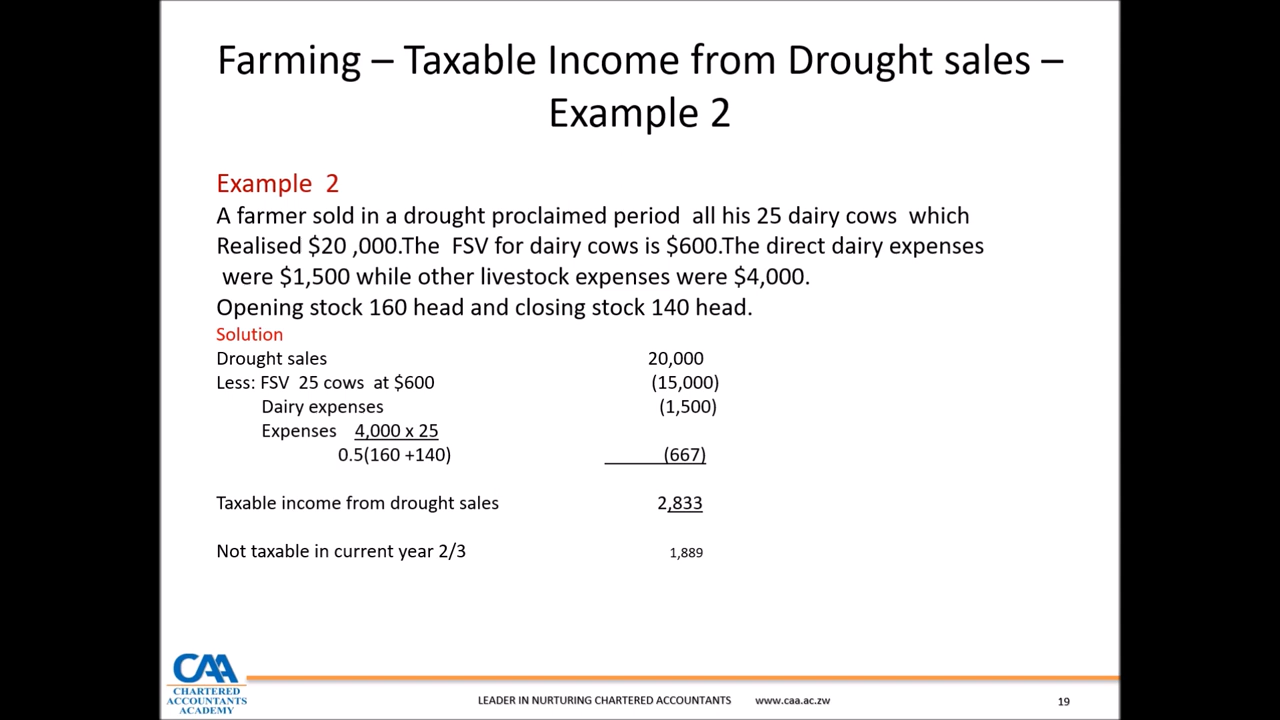 Farming – Taxable Income from Drought sales –
Example 2
Example 2
A farmer sold in a drought proclaimed period all his 25 dairy cows which
Realised $20 ,000.The FSV for dairy cows is $600.The direct dairy expenses
were $1,500 while other livestock expenses were $4,000.
Opening stock 160 head and closing stock 140 head.
Solution
Drought sales 20,000
Less: FSV 25 cows at $600 (15,000)
Dairy expenses (1,500)
Expenses 4,000 x 25
0.5(160 +140) (667)
Taxable income from drought sales 2,833
Not taxable in current year 2/3 1,889
CAA
CHARTERED
ACCOUNTANTS
ACADEMY
LEADER IN NURTURING CHARTERED ACCOUNTANTS www.caa.ac.zw 19